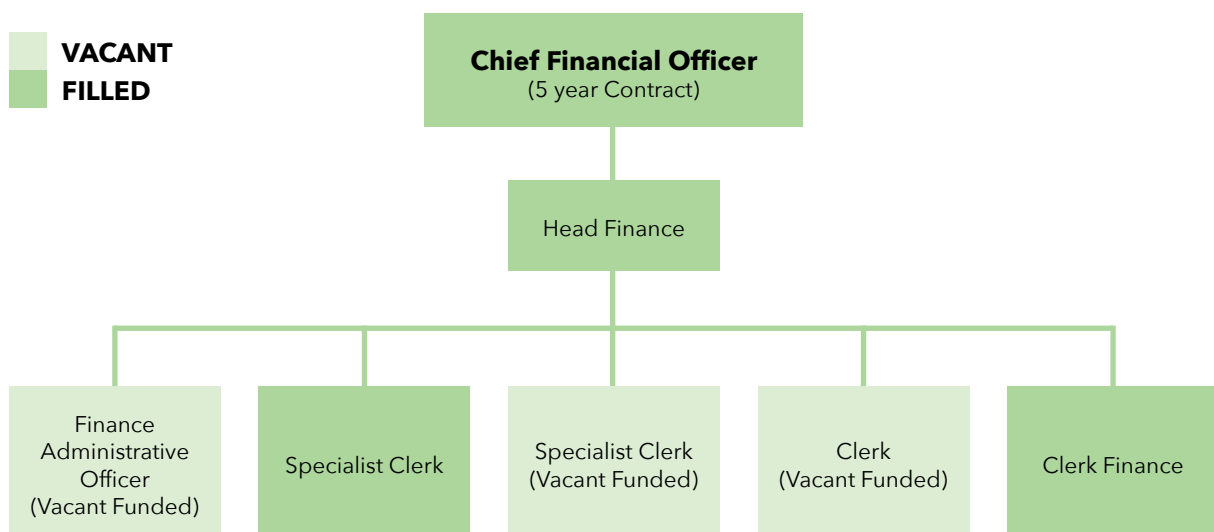 VACANT
FILLED
Chief Financial Officer
(5 year Contract)
Head Finance
Finance
Administrative
Officer
(Vacant Funded)
Specialist Clerk
Specialist Clerk
(Vacant Funded)
Clerk
(Vacant Funded)
Clerk Finance